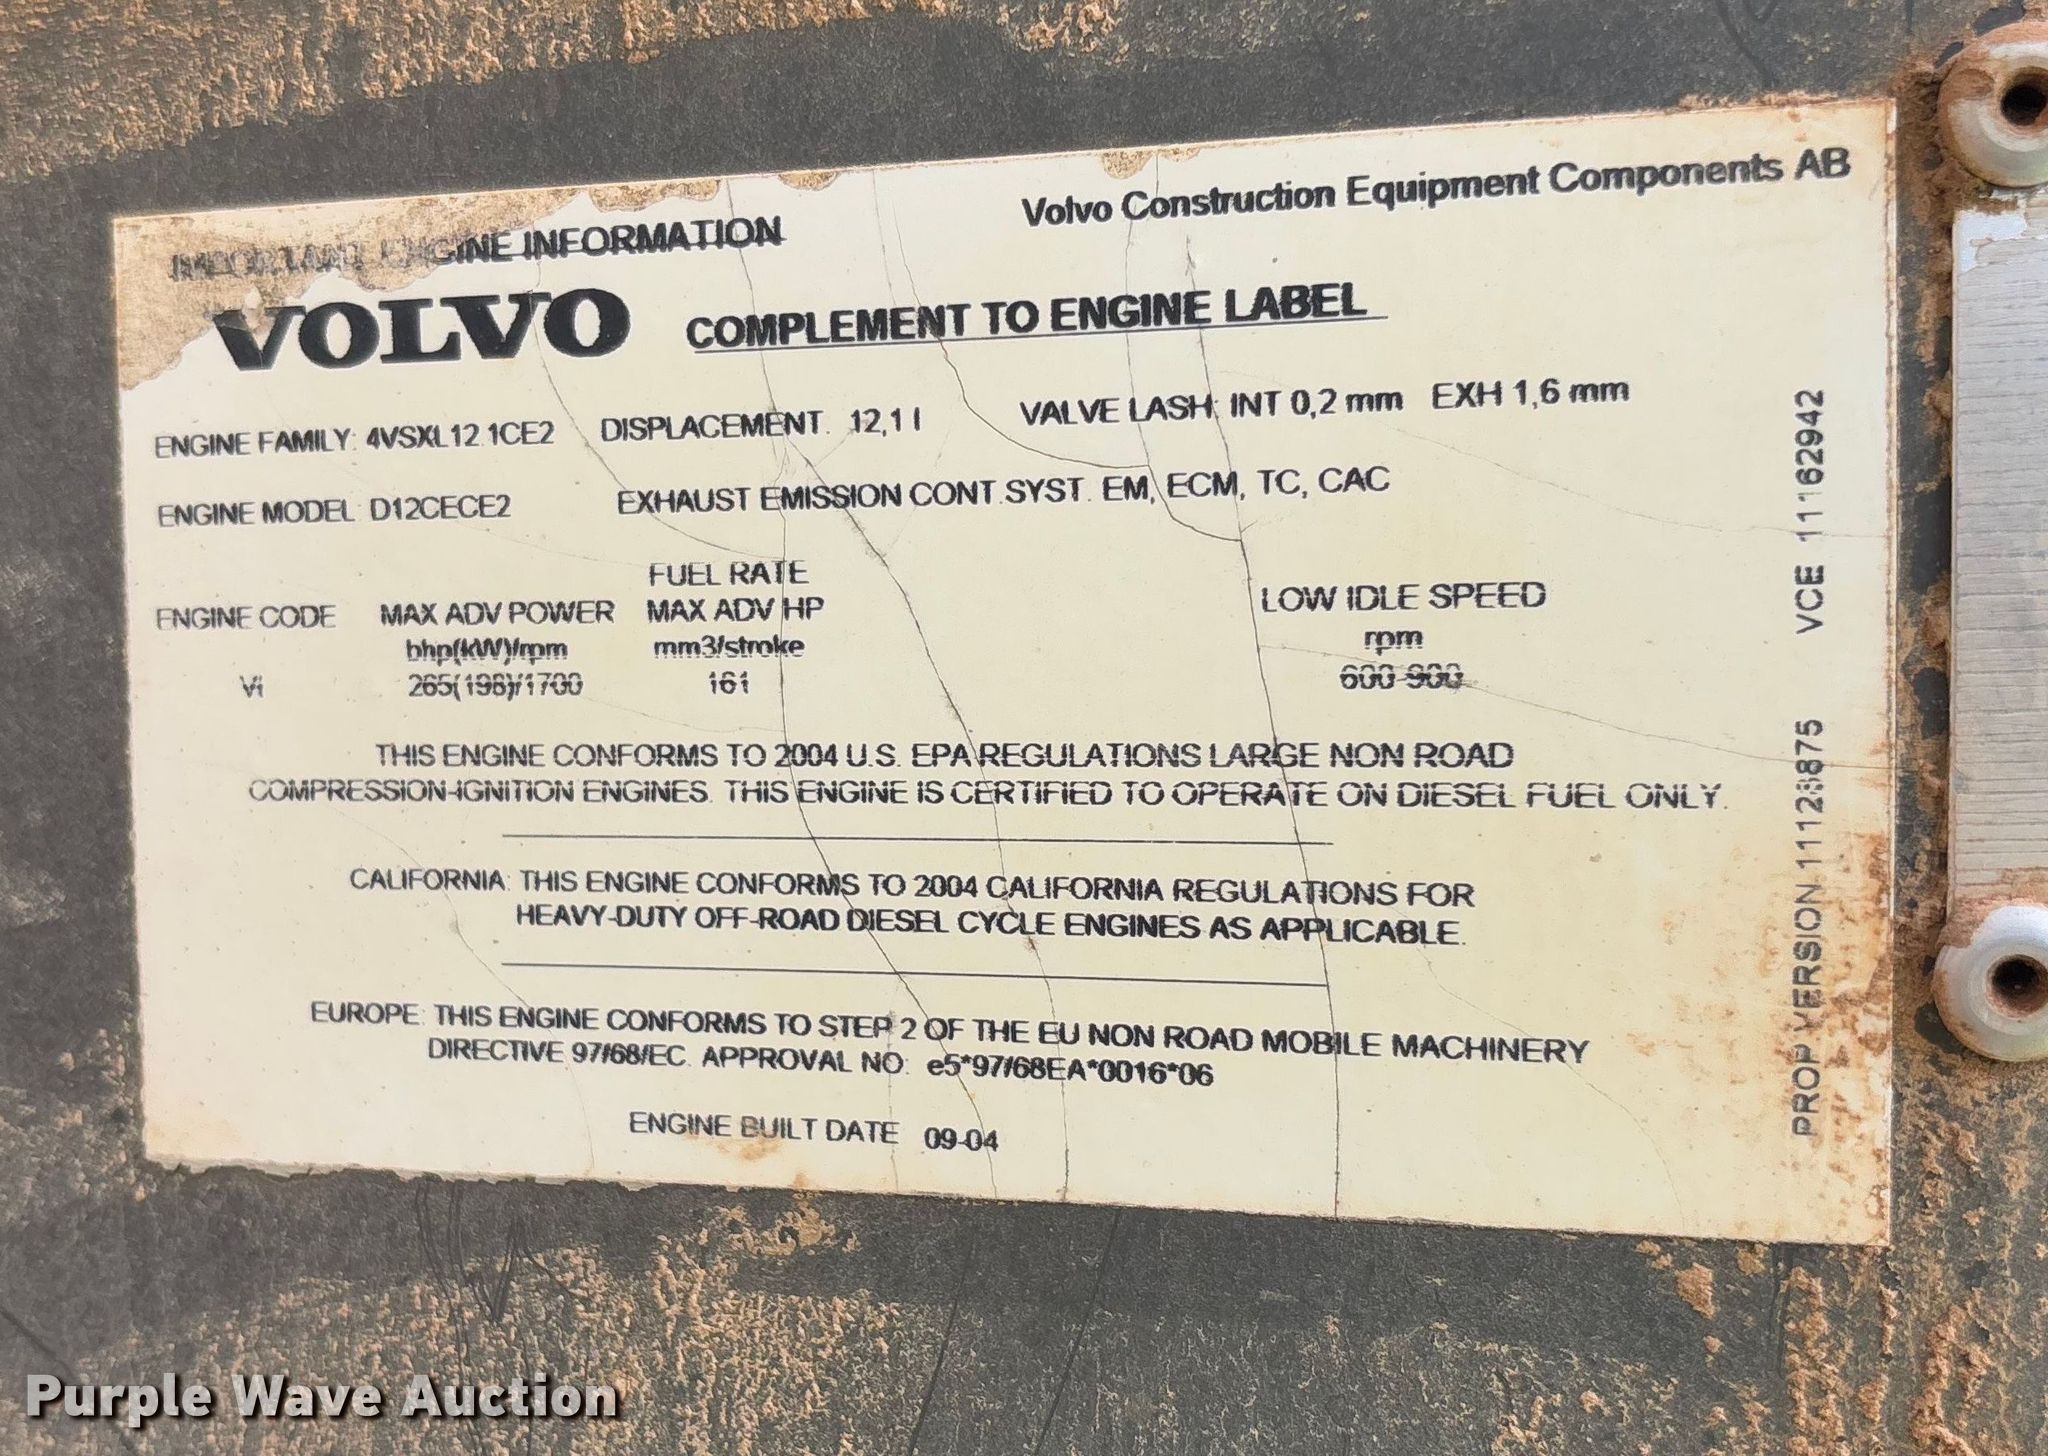 IMPORTANT ENGINE INFORMATION
Volvo Construction Equipment Components AB
VOLVO COMPLEMENT TO ENGINE LABEL
ENGINE FAMILY: 4VSXL12.1CE2 DISPLACEMENT: 12,1 l VALVE LASH: INT 0,2 mm EXH 1,6 mm
ENGINE MODEL: D12CECE2 EXHAUST EMISSION CONT.SYST. EM, ECM, TC, CAC
FUEL RATE
ENGINE CODE MAX ADV POWER MAX ADV HP LOW IDLE SPEED
bhp(kW)/rpm mm3/stroke rpm
Vi 265(198)/1700 161 600-900
THIS ENGINE CONFORMS TO 2004 U.S. EPA REGULATIONS LARGE NON ROAD
COMPRESSION-IGNITION ENGINES. THIS ENGINE IS CERTIFIED TO OPERATE ON DIESEL FUEL ONLY.
CALIFORNIA: THIS ENGINE CONFORMS TO 2004 CALIFORNIA REGULATIONS FOR
HEAVY-DUTY OFF-ROAD DIESEL CYCLE ENGINES AS APPLICABLE.
EUROPE: THIS ENGINE CONFORMS TO STEP 2 OF THE EU NON ROAD MOBILE MACHINERY
DIRECTIVE 97/68/EC. APPROVAL NO: e5*97/68EA*0016*06
ENGINE BUILT DATE 09-04
PROP VERSION 11128875 VCE 11162942
Purple Wave Auction